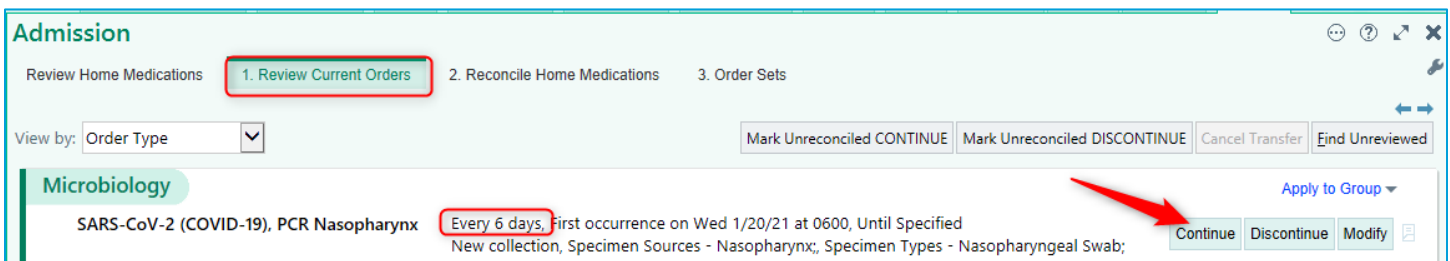 Admission
Review Home Medications 1. Review Current Orders 2. Reconcile Home Medications 3. Order Sets
View by: Order Type Mark Unreconciled CONTINUE Mark Unreconciled DISCONTINUE Cancel Transfer Find Unreviewed
Microbiology Apply to Group
SARS-CoV-2 (COVID-19), PCR Nasopharynx Every 6 days, First occurrence on Wed 1/20/21 at 0600, Until Specified
Continue Discontinue Modify
New collection, Specimen Sources - Nasopharynx;, Specimen Types - Nasopharyngeal Swab;